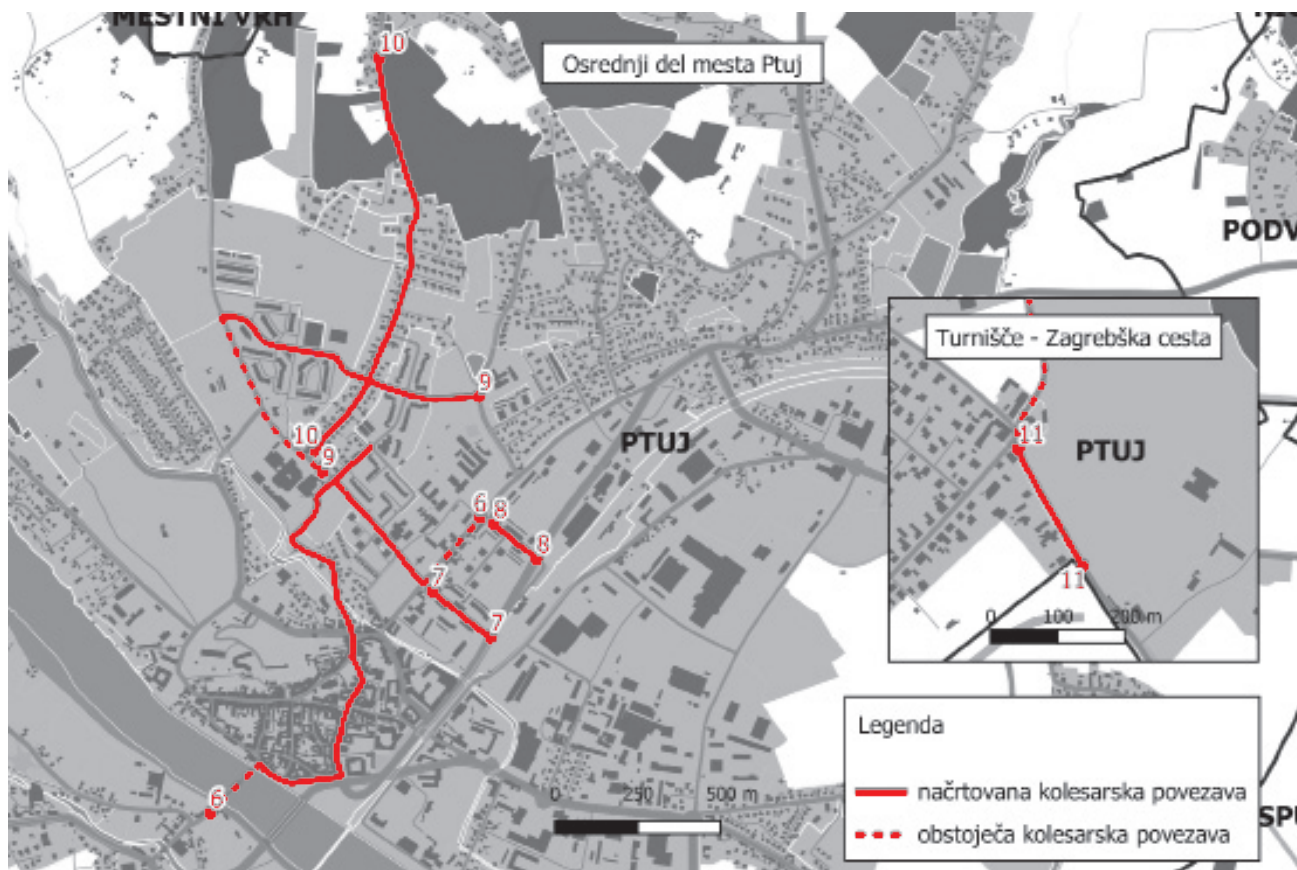 MESTNI VRH
10
Osrednji del mesta Ptuj
PODV
Turnišče - Zagrebška cesta
9
10
9
PTUJ
11
PTUJ
6
8
8
7
11
7
0 100 200 m
Legenda
0 250 500 m
načrtovana kolesarska povezava
6
SPU
obstoječa kolesarska povezava